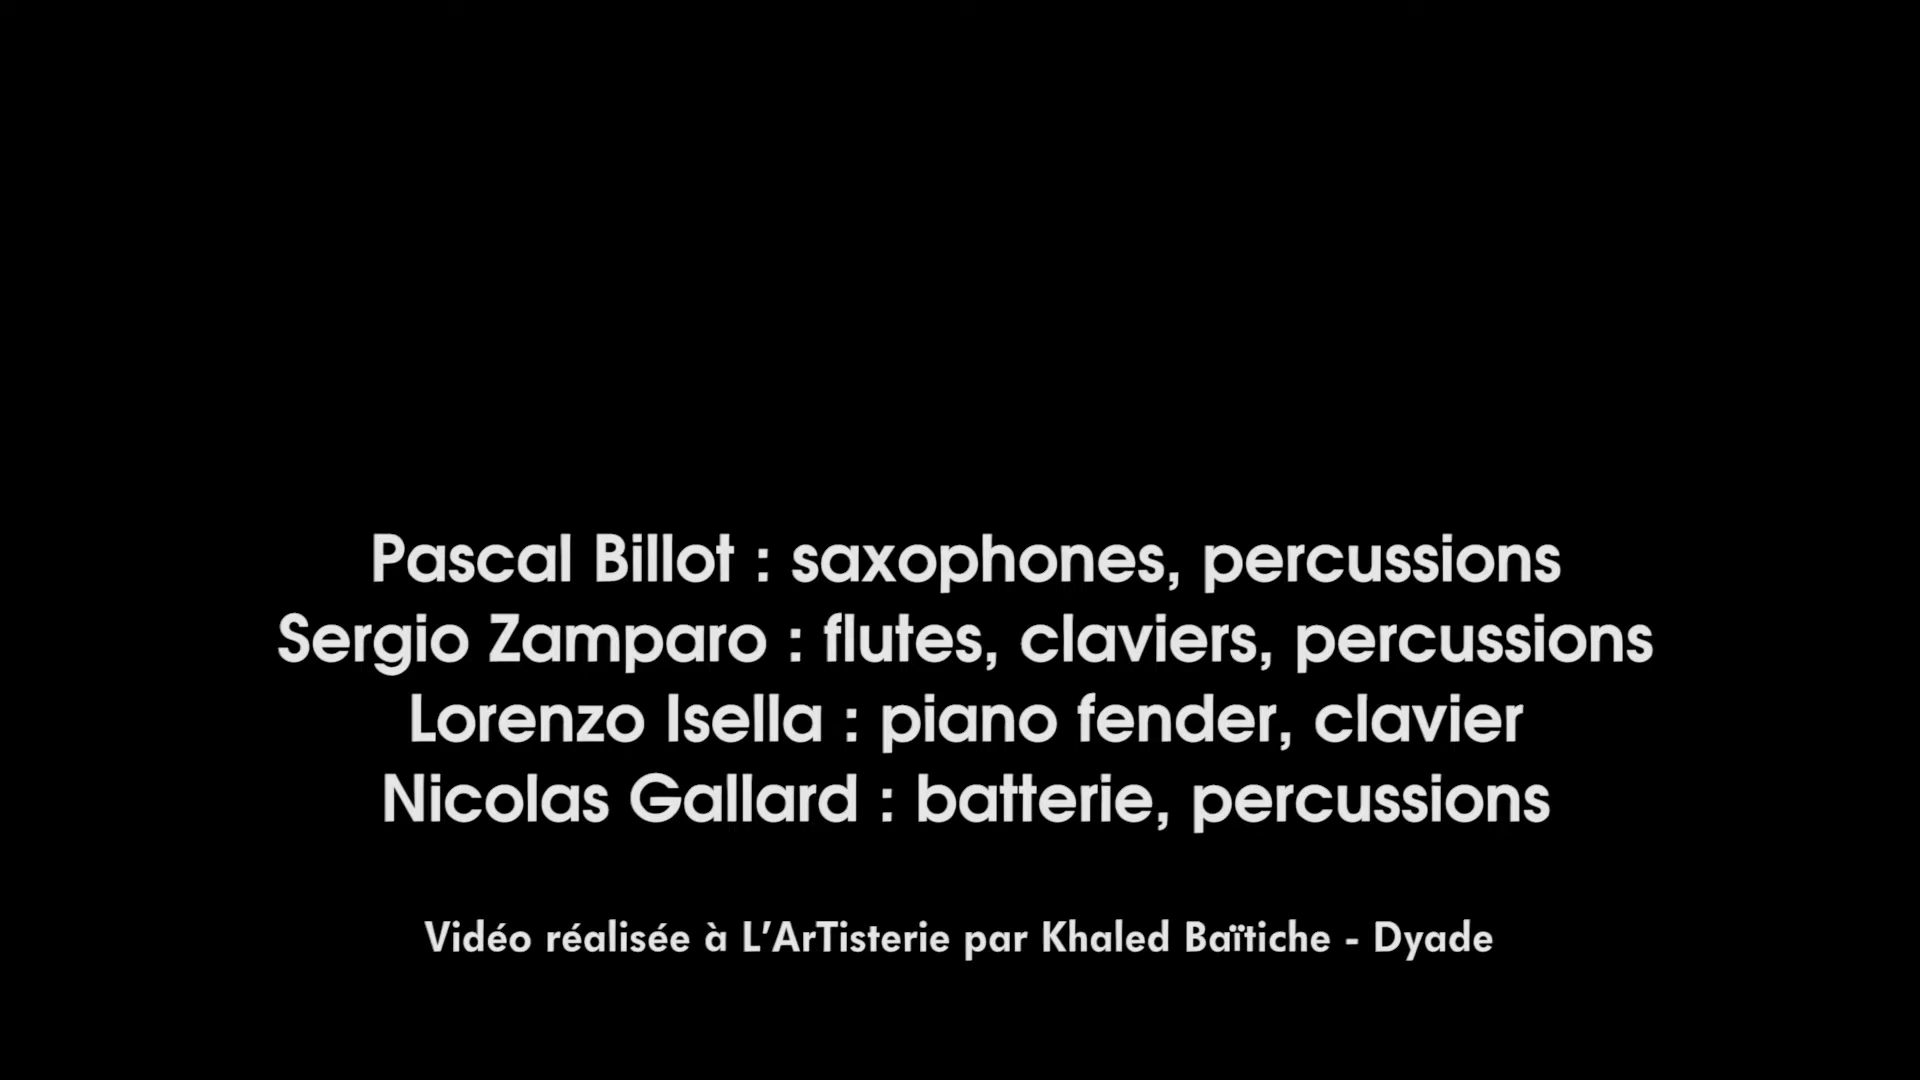 Pascal Billot : saxophones, percussions
Sergio Zamparo : flutes, claviers, percussions
Lorenzo Isella : piano fender, clavier
Nicolas Gallard : batterie, percussions
Vidéo réalisée à L’ArTisterie par Khaled Baïtiche - Dyade